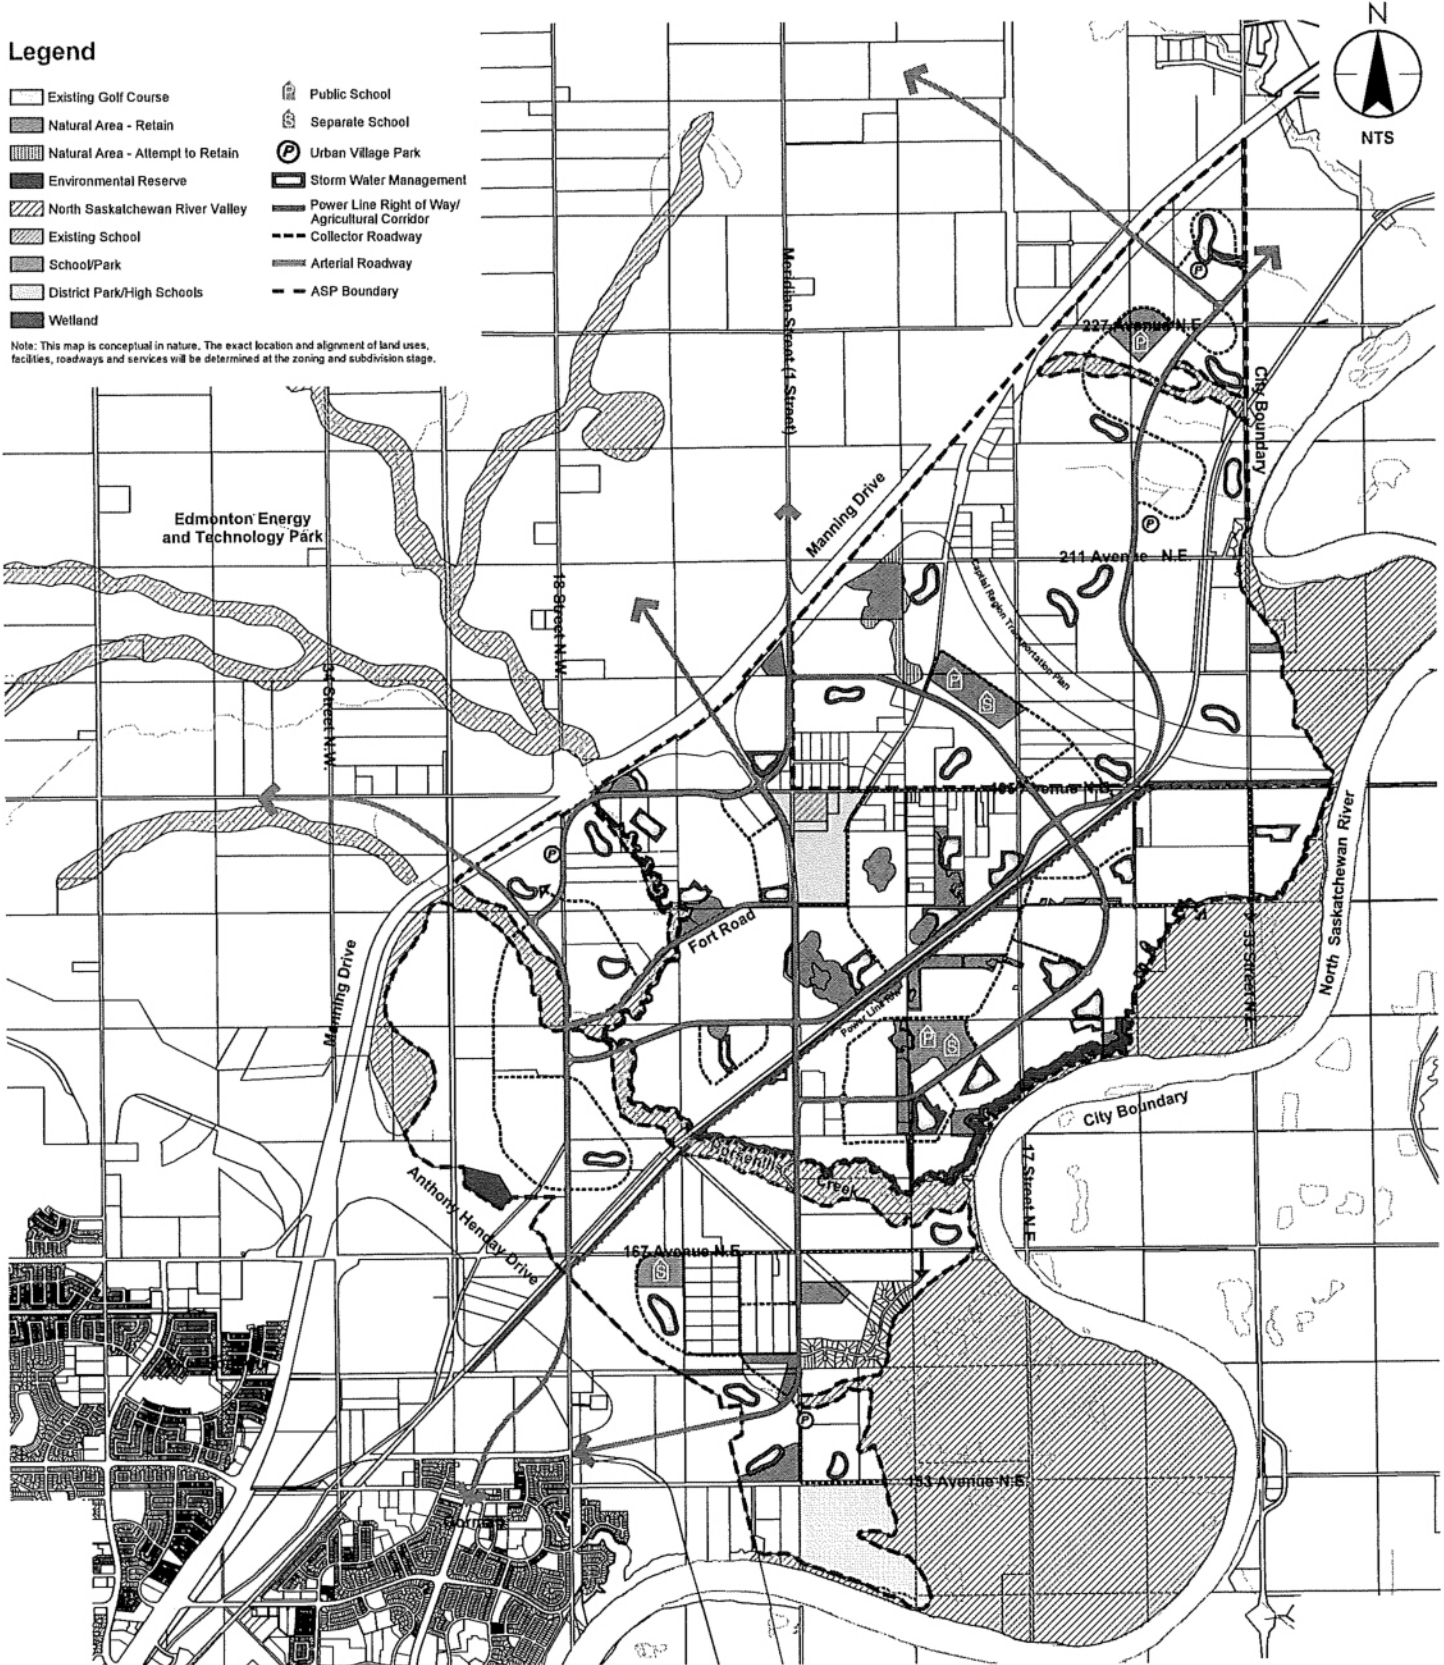 N
NTS
Legend
Existing Golf Course
Natural Area - Retain
Natural Area - Attempt to Retain
Environmental Reserve
North Saskatchewan River Valley
Existing School
School/Park
District Park/High Schools
Wetland
Public School
Separate School
P Urban Village Park
Storm Water Management
Power Line Right of Way/
Agricultural Corridor
Collector Roadway
Arterial Roadway
ASP Boundary
Note: This map is conceptual in nature. The exact location and alignment of land uses,
facilities, roadways and services will be determined at the zoning and subdivision stage.
Meridian Street (1 Street)
P
227 Avenue N.E.
P
City Boundary
Manning Drive
Edmonton Energy
and Technology Park
P
211 Avenue N.E.
18 Street N.W.
Capital Region Transportation Plan
34 Street N.W.
P
S
Avenue N.E.
North Saskatchewan River
P
Fort Road
33 Street N.E.
Manning Drive
Power Line
P
S
City Boundary
17 Street N.E.
Creek
Anthony Henday Drive
167 Avenue N.E.
S
P
153 Avenue N.E.
Gorman